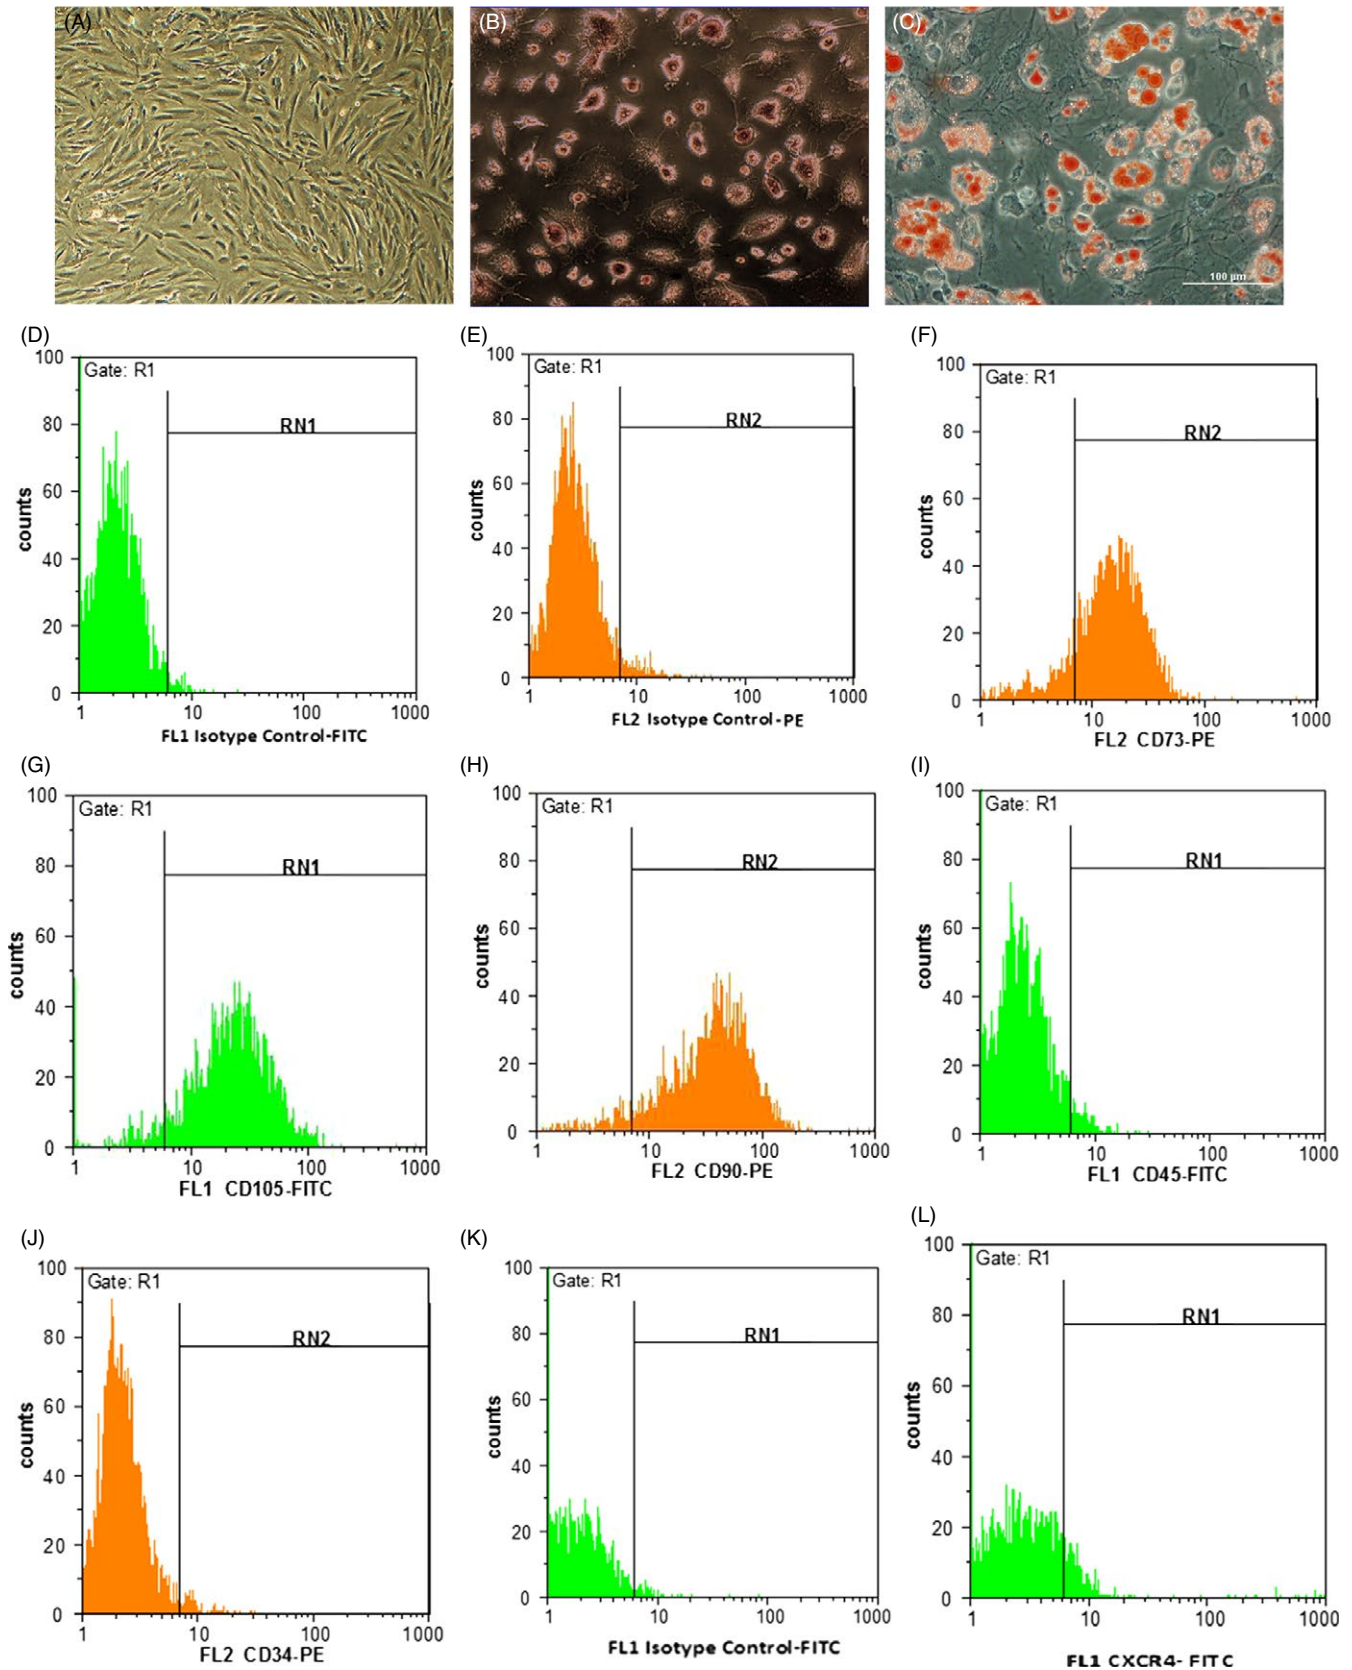 (A)
(B)
(C)
100 µm
(D)
100
80
60
40
20
0
counts
Gate: R1
RN1
1 10 100 1000
FL1 Isotype Control-FITC
(E)
100
80
60
40
20
0
counts
Gate: R1
RN2
1 10 100 1000
FL2 Isotype Control-PE
(F)
100
80
60
40
20
0
counts
Gate: R1
RN2
1 10 100 1000
FL2 CD73-PE
(G)
100
80
60
40
20
0
counts
Gate: R1
RN1
1 10 100 1000
FL1 CD105-FITC
(H)
100
80
60
40
20
0
counts
Gate: R1
RN2
1 10 100 1000
FL2 CD90-PE
(I)
100
80
60
40
20
0
counts
Gate: R1
RN1
1 10 100 1000
FL1 CD45-FITC
(J)
100
80
60
40
20
0
counts
Gate: R1
RN2
1 10 100 1000
FL2 CD34-PE
(K)
100
80
60
40
20
0
counts
Gate: R1
RN1
1 10 100 1000
FL1 Isotype Control-FITC
(L)
100
80
60
40
20
0
counts
Gate: R1
RN1
1 10 100 1000
FL1 CXCR4- FITC